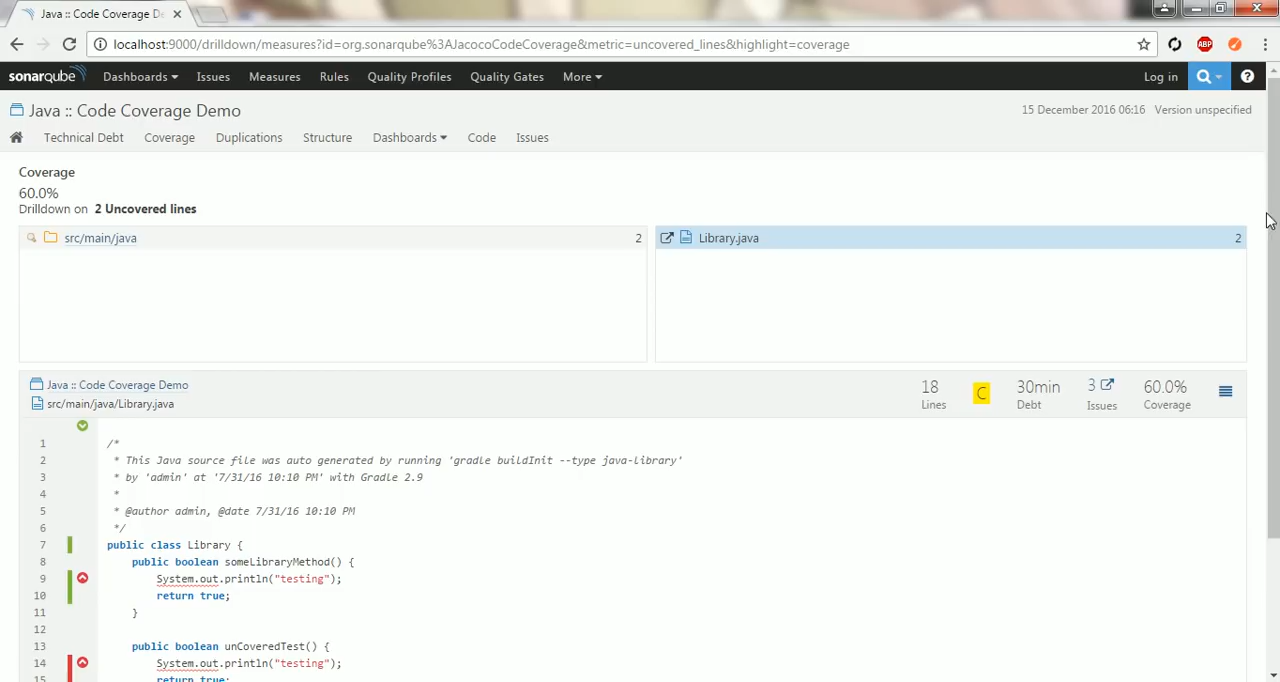 Java :: Code Coverage D
localhost:9000/drilldown/measures?id=org.sonarqube%3AJacocoCodeCoverage&metric=uncovered_lines&highlight=coverage
ABP
sonarqube Dashboards Issues Measures Rules Quality Profiles Quality Gates More Log in ?
Java :: Code Coverage Demo 15 December 2016 06:16 Version unspecified
Technical Debt Coverage Duplications Structure Dashboards Code Issues
Coverage
60.0%
Drilldown on 2 Uncovered lines
src/main/java 2 Library.java 2
Java :: Code Coverage Demo
src/main/java/Library.java
18 C 30min 3 60.0%
Lines Debt Issues Coverage
1 /*
2 * This Java source file was auto generated by running 'gradle buildInit --type java-library'
3 * by 'admin' at '7/31/16 10:10 PM' with Gradle 2.9
4 *
5 * @author admin, @date 7/31/16 10:10 PM
6 */
7 public class Library {
8 public boolean someLibraryMethod() {
9 System.out.println("testing");
10 return true;
11 }
12
13 public boolean unCoveredTest() {
14 System.out.println("testing");
15 return true;